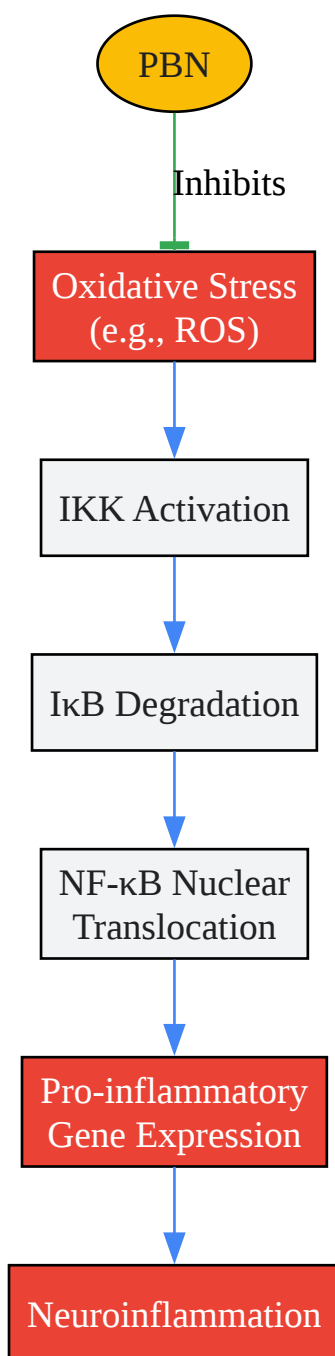 PBN
Inhibits
Oxidative Stress
(e.g., ROS)
IKK Activation
IκB Degradation
NF-κB Nuclear
Translocation
Pro-inflammatory
Gene Expression
Neuroinflammation